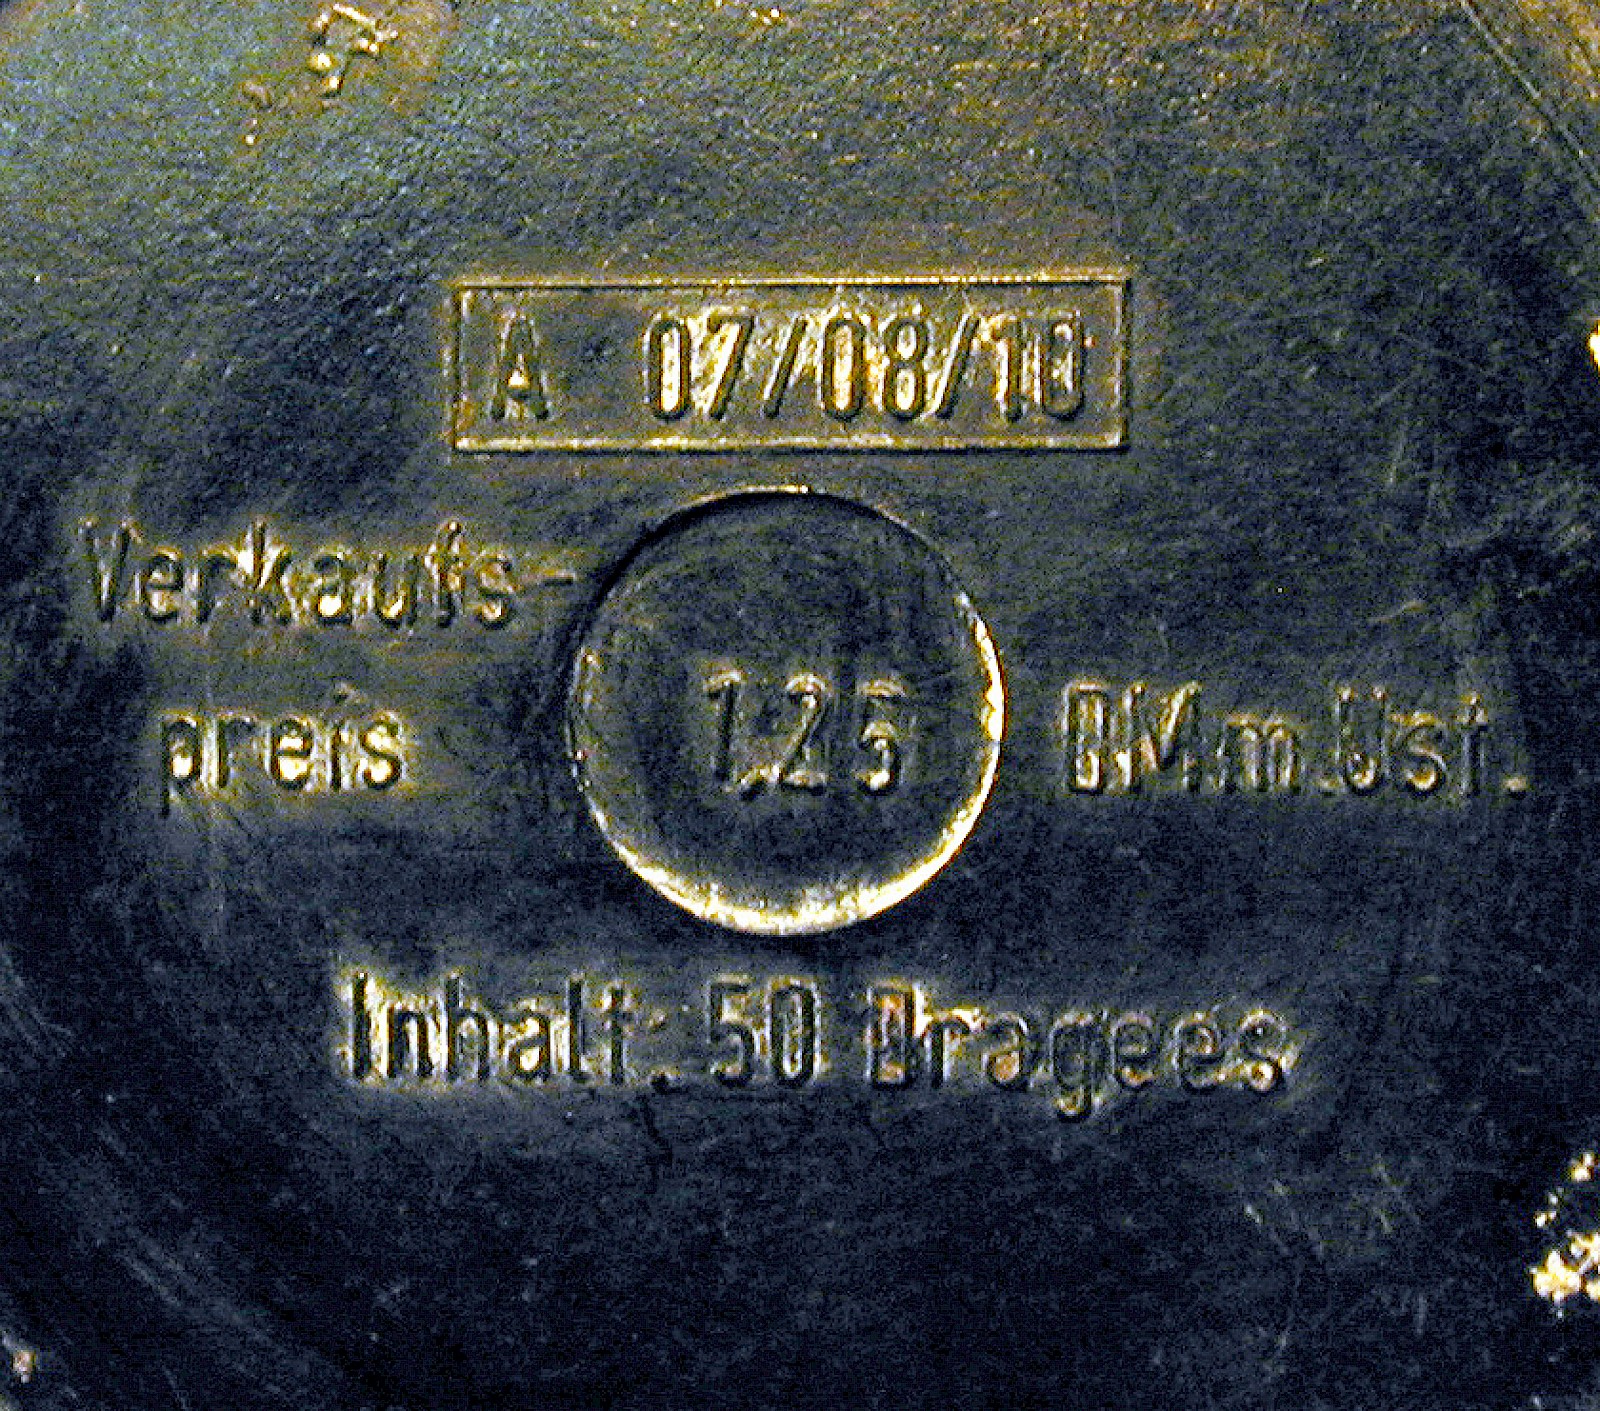 A 07/08/10
Verkaufs-
preis 1,25 DM.m.Ust.
Inhalt: 50 Dragees